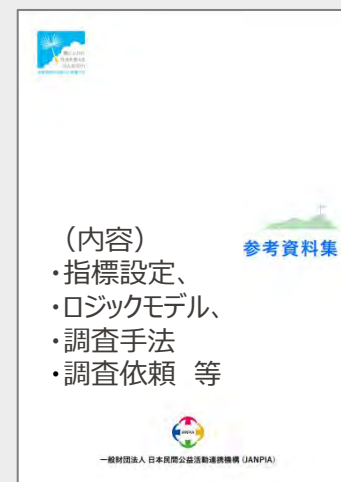 参考資料集
（内容）
・指標設定、
・ロジックモデル、
・調査手法
・調査依頼　等
JANPIA
一般財団法人 日本民間公益活動連携機構 (JANPIA)